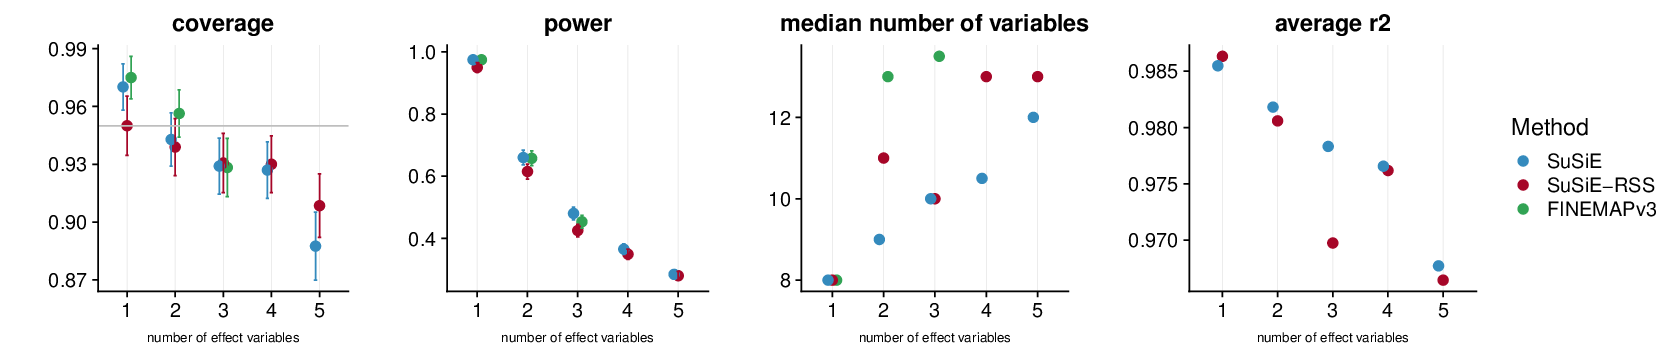 coverage
0.99
0.96
0.93
0.90
0.87
1 2 3 4 5
number of effect variables
power
1.0
0.8
0.6
0.4
1 2 3 4 5
number of effect variables
median number of variables
12
10
8
1 2 3 4 5
number of effect variables
average r2
0.985
0.980
0.975
0.970
1 2 3 4 5
number of effect variables
Method
SuSiE
SuSiE−RSS
FINEMAPv3